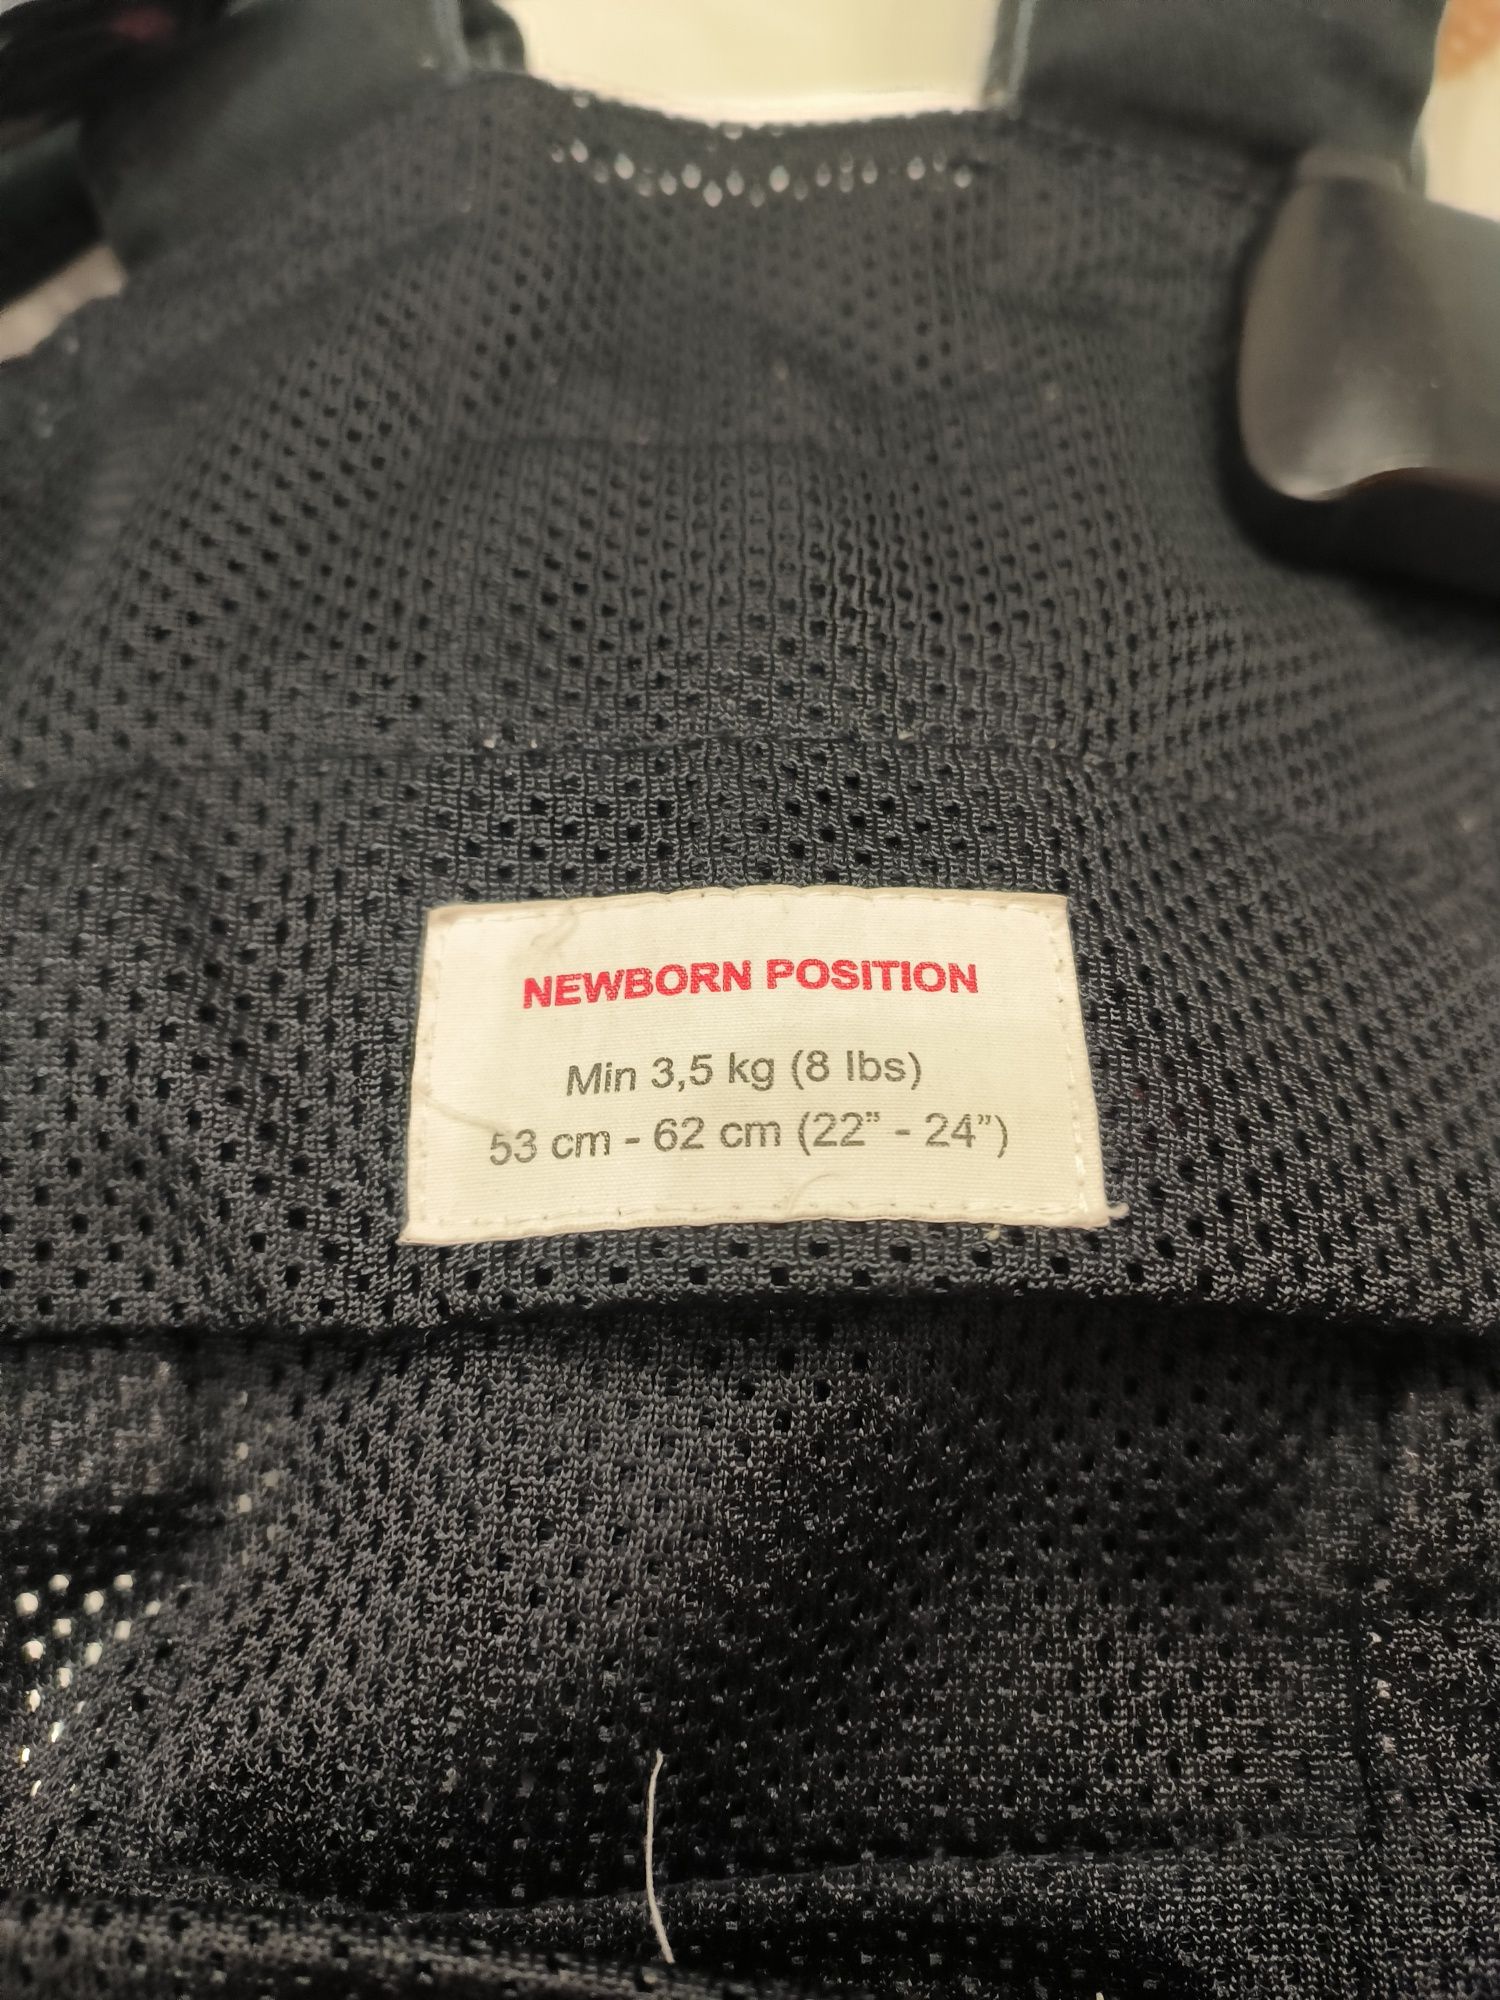 NEWBORN POSITION
Min 3,5 kg (8 lbs)
53 cm - 62 cm (22” - 24”)